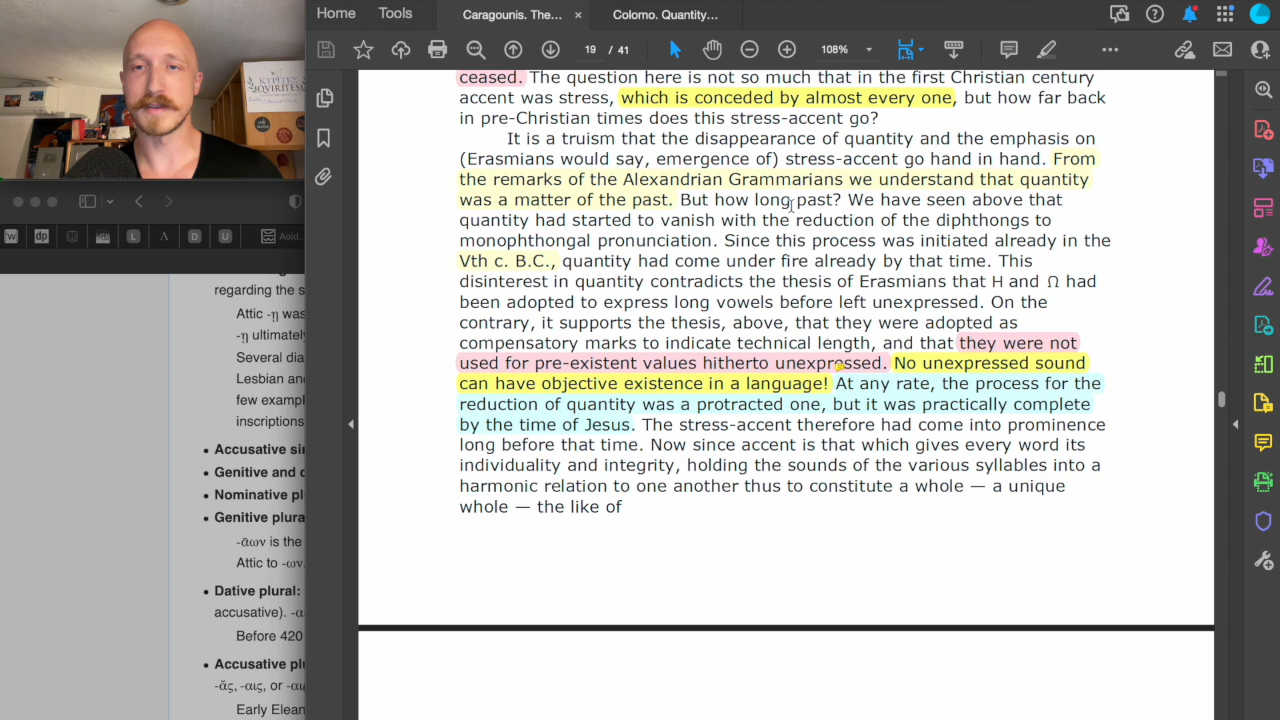 Home Tools Caragounis. The... × Colomo. Quantity...
19 / 41 108%
ΚΤΡΙΓΕ
JOVIRITES
w dp L Λ D U Aoid...
regarding the s
Attic -ῃ was
-ῃ ultimately
Several dia
Lesbian and
few example
inscriptions
• Accusative sin
• Genitive and d
• Nominative pl
• Genitive plura
-ᾱων is the
Attic to -ων.
• Dative plural:
accusative). -α
Before 420
• Accusative plu
-ᾰς, -αις, or -αι
Early Elean
ceased. The question here is not so much that in the first Christian century
accent was stress, which is conceded by almost every one, but how far back
in pre-Christian times does this stress-accent go?
It is a truism that the disappearance of quantity and the emphasis on
(Erasmians would say, emergence of) stress-accent go hand in hand. From
the remarks of the Alexandrian Grammarians we understand that quantity
was a matter of the past. But how long past? We have seen above that
quantity had started to vanish with the reduction of the diphthongs to
monophthongal pronunciation. Since this process was initiated already in the
Vth c. B.C., quantity had come under fire already by that time. This
disinterest in quantity contradicts the thesis of Erasmians that Η and Ω had
been adopted to express long vowels before left unexpressed. On the
contrary, it supports the thesis, above, that they were adopted as
compensatory marks to indicate technical length, and that they were not
used for pre-existent values hitherto unexpressed. No unexpressed sound
can have objective existence in a language! At any rate, the process for the
reduction of quantity was a protracted one, but it was practically complete
by the time of Jesus. The stress-accent therefore had come into prominence
long before that time. Now since accent is that which gives every word its
individuality and integrity, holding the sounds of the various syllables into a
harmonic relation to one another thus to constitute a whole — a unique
whole — the like of